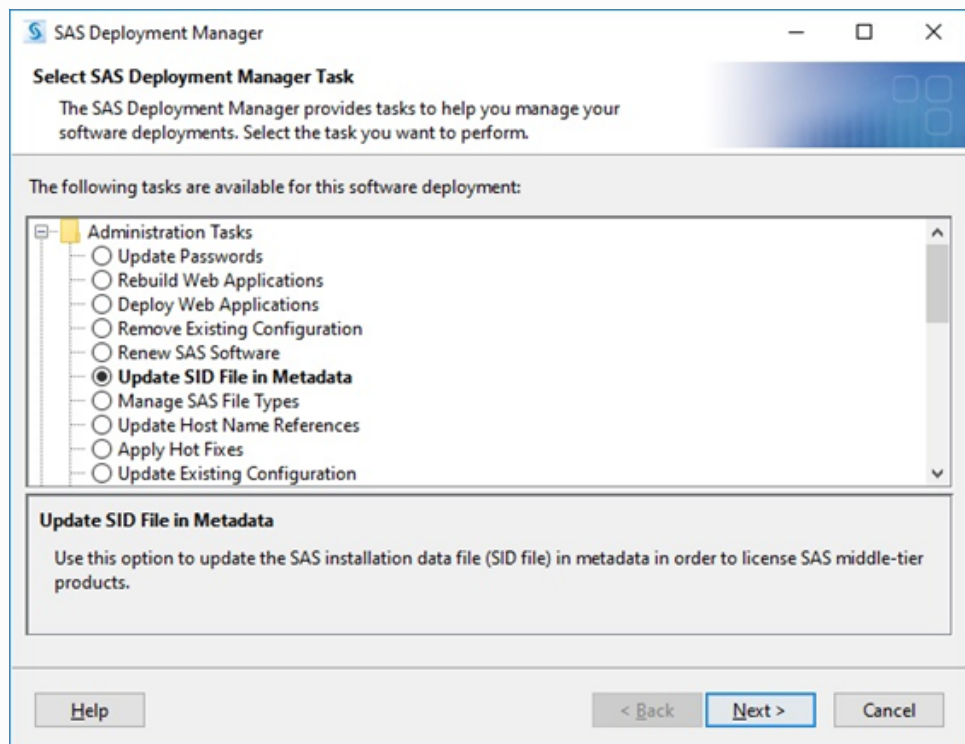 SAS Deployment Manager
Select SAS Deployment Manager Task
The SAS Deployment Manager provides tasks to help you manage your
software deployments. Select the task you want to perform.
The following tasks are available for this software deployment:
Administration Tasks
Update Passwords
Rebuild Web Applications
Deploy Web Applications
Remove Existing Configuration
Renew SAS Software
Update SID File in Metadata
Manage SAS File Types
Update Host Name References
Apply Hot Fixes
Update Existing Configuration
Update SID File in Metadata
Use this option to update the SAS installation data file (SID file) in metadata in order to license SAS middle-tier
products.
Help < Back Next > Cancel